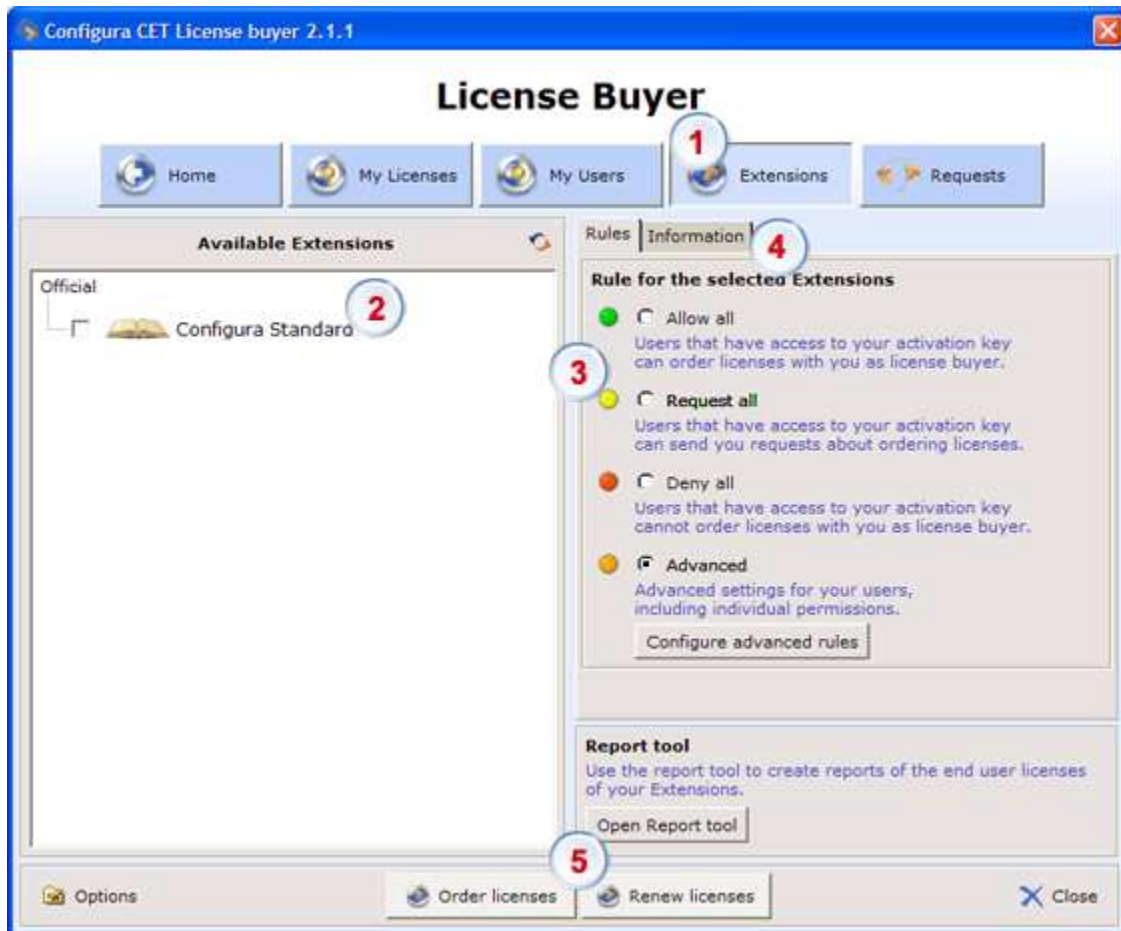 Configura CET License buyer 2.1.1
License Buyer
1
Home
My Licenses
My Users
Extensions
Requests
Available Extensions
Official
Configura Standard
2
Rules
Information
4
Rule for the selected Extensions
3
Allow all
Users that have access to your activation key
can order licenses with you as license buyer.
Request all
Users that have access to your activation key
can send you requests about ordering licenses.
Deny all
Users that have access to your activation key
cannot order licenses with you as license buyer.
Advanced
Advanced settings for your users,
including individual permissions.
Configure advanced rules
Report tool
Use the report tool to create reports of the end user licenses
of your Extensions.
Open Report tool
5
Options
Order licenses
Renew licenses
Close